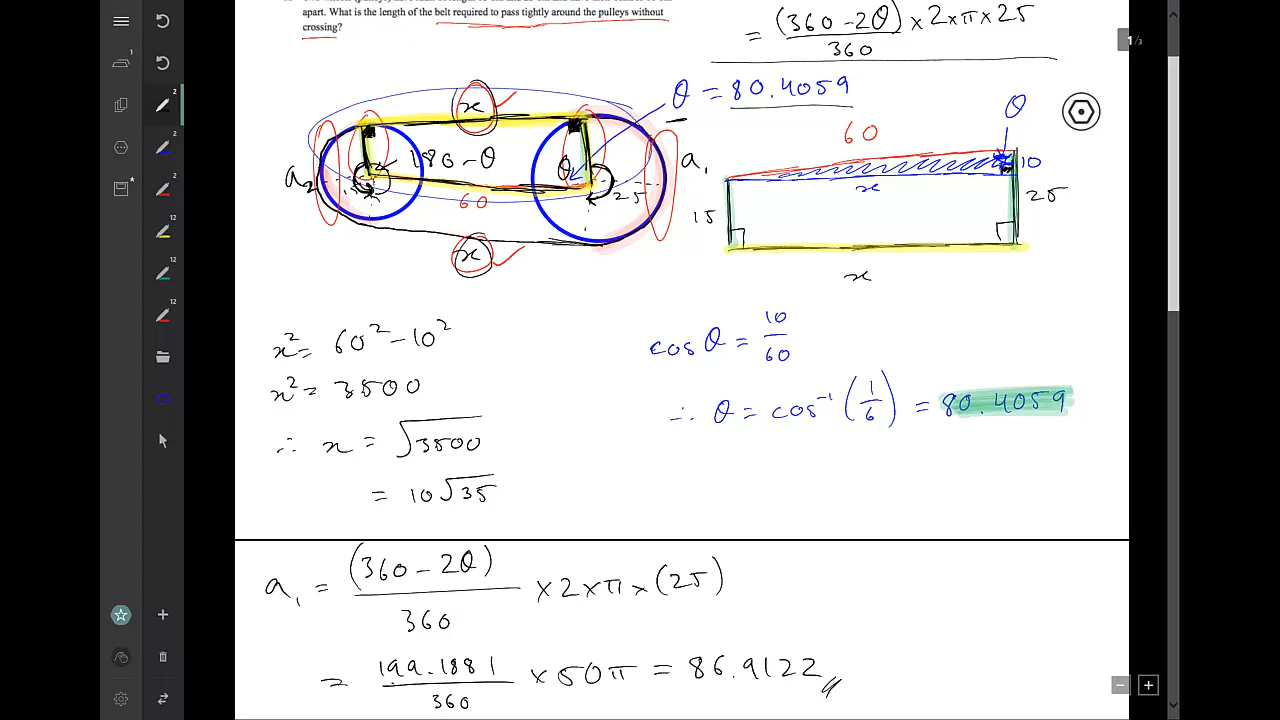 apart. What is the length of the belt required to pass tightly around the pulleys without
crossing?
= (360 - 2θ)/360 × 2 × π × 25
1/3
θ = 80.4059
x
a₂
180 - θ
θ
25
60
a₁
x
θ
60
10
x
15
25
x
x² = 60² - 10²
x² = 3500
∴ x = √3500
= 10√35
cos θ = 10/60
∴ θ = cos⁻¹ (1/6) = 80.4059
a₁ = (360 - 2θ)/360 × 2 × π × (25)
= 199.1881/360 × 50π = 86.9122